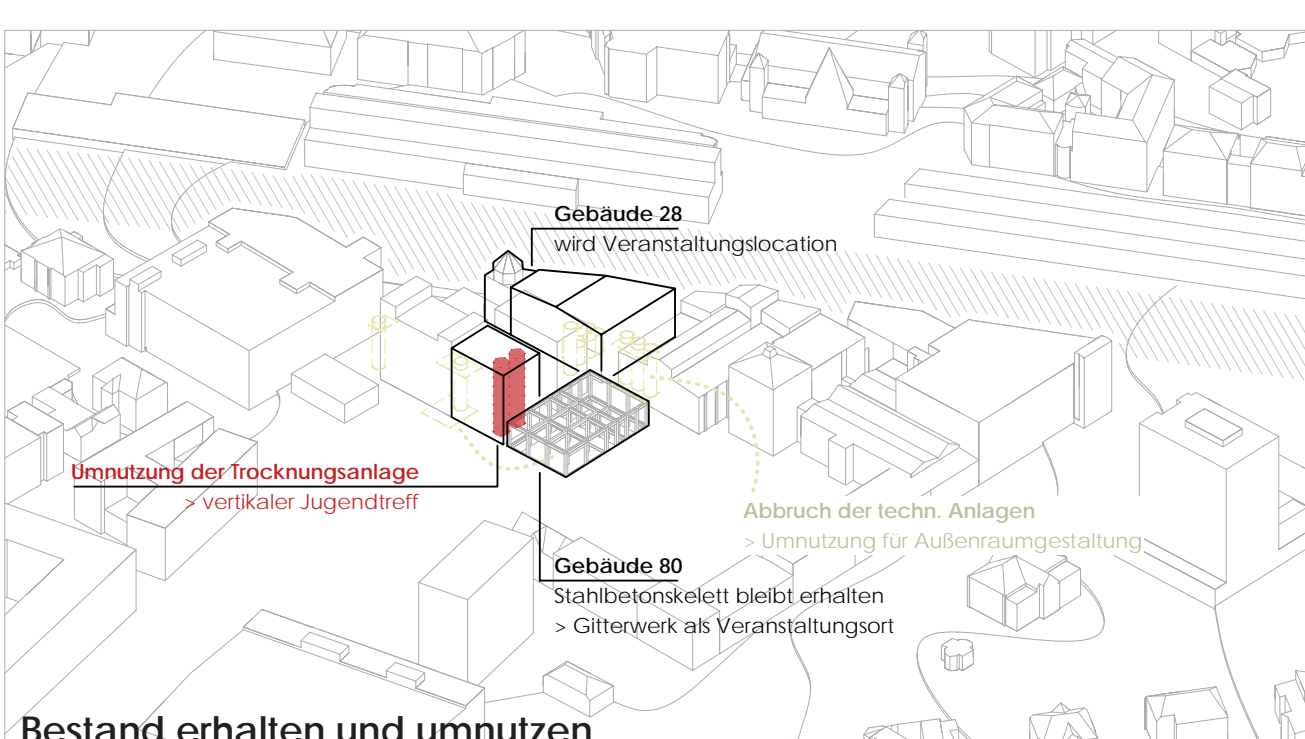 Gebäude 28
wird Veranstaltungslocation
Umnutzung der Trocknungsanlage
> vertikaler Jugendtreff
Abbruch der techn. Anlagen
> Umnutzung für Außenraumgestaltung
Gebäude 80
Stahlbetonskelett bleibt erhalten
> Gitterwerk als Veranstaltungsort
Bestand erhalten und umnutzen